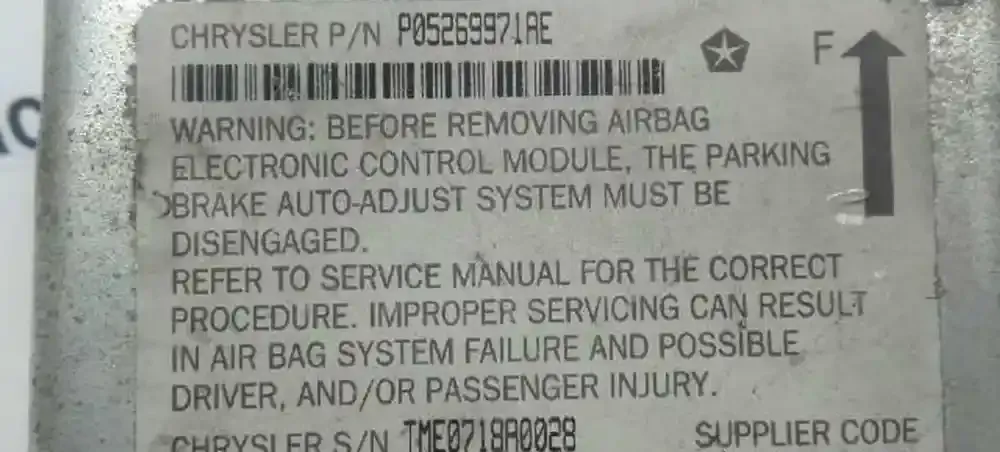 CHRYSLER P/N P05269971AE
F
WARNING: BEFORE REMOVING AIRBAG
ELECTRONIC CONTROL MODULE, THE PARKING
BRAKE AUTO-ADJUST SYSTEM MUST BE
DISENGAGED.
REFER TO SERVICE MANUAL FOR THE CORRECT
PROCEDURE. IMPROPER SERVICING CAN RESULT
IN AIR BAG SYSTEM FAILURE AND POSSIBLE
DRIVER, AND/OR PASSENGER INJURY.
CHRYSLER S/N TME0718A0028 SUPPLIER CODE